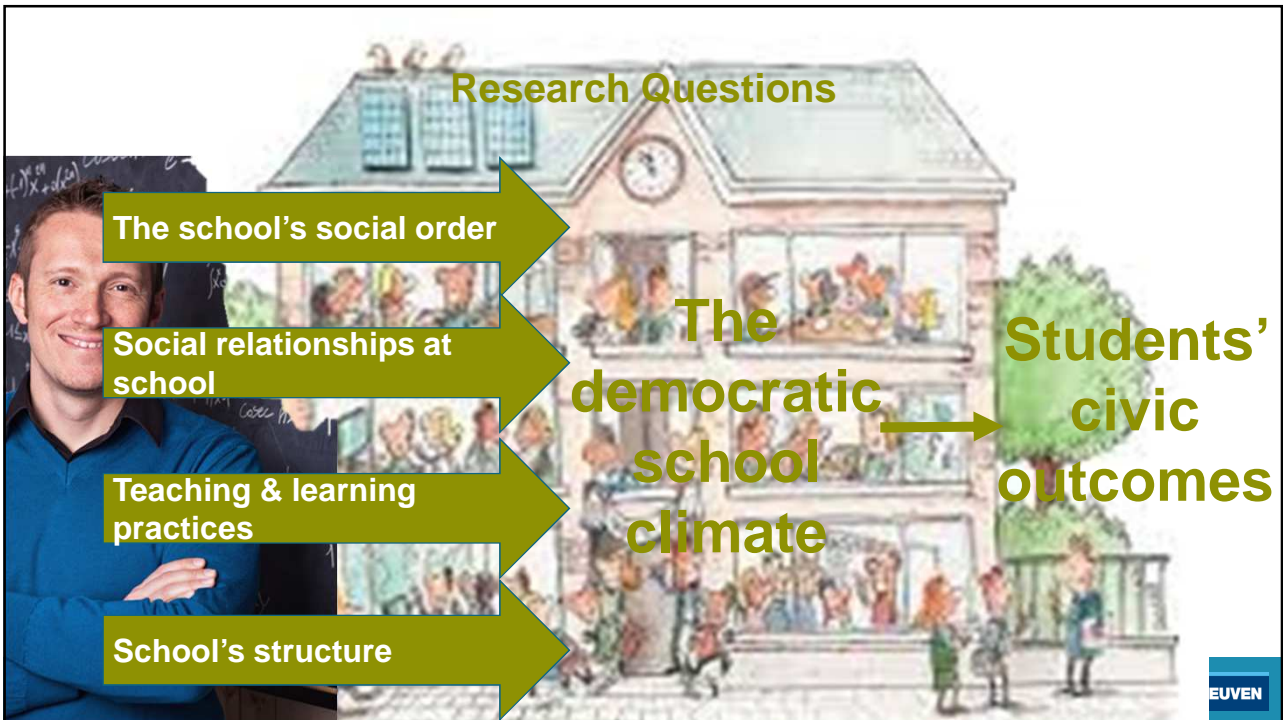 Research Questions
The school’s social order
Social relationships at
school
Teaching & learning
practices
School’s structure
The
democratic
school
climate
Students’
civic
outcomes
EUVEN